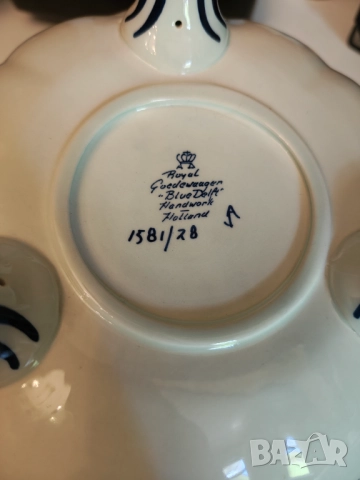 Royal
Goedewaagen
"Blue Delft"
Handwork
Holland
1581/28
BAZAR